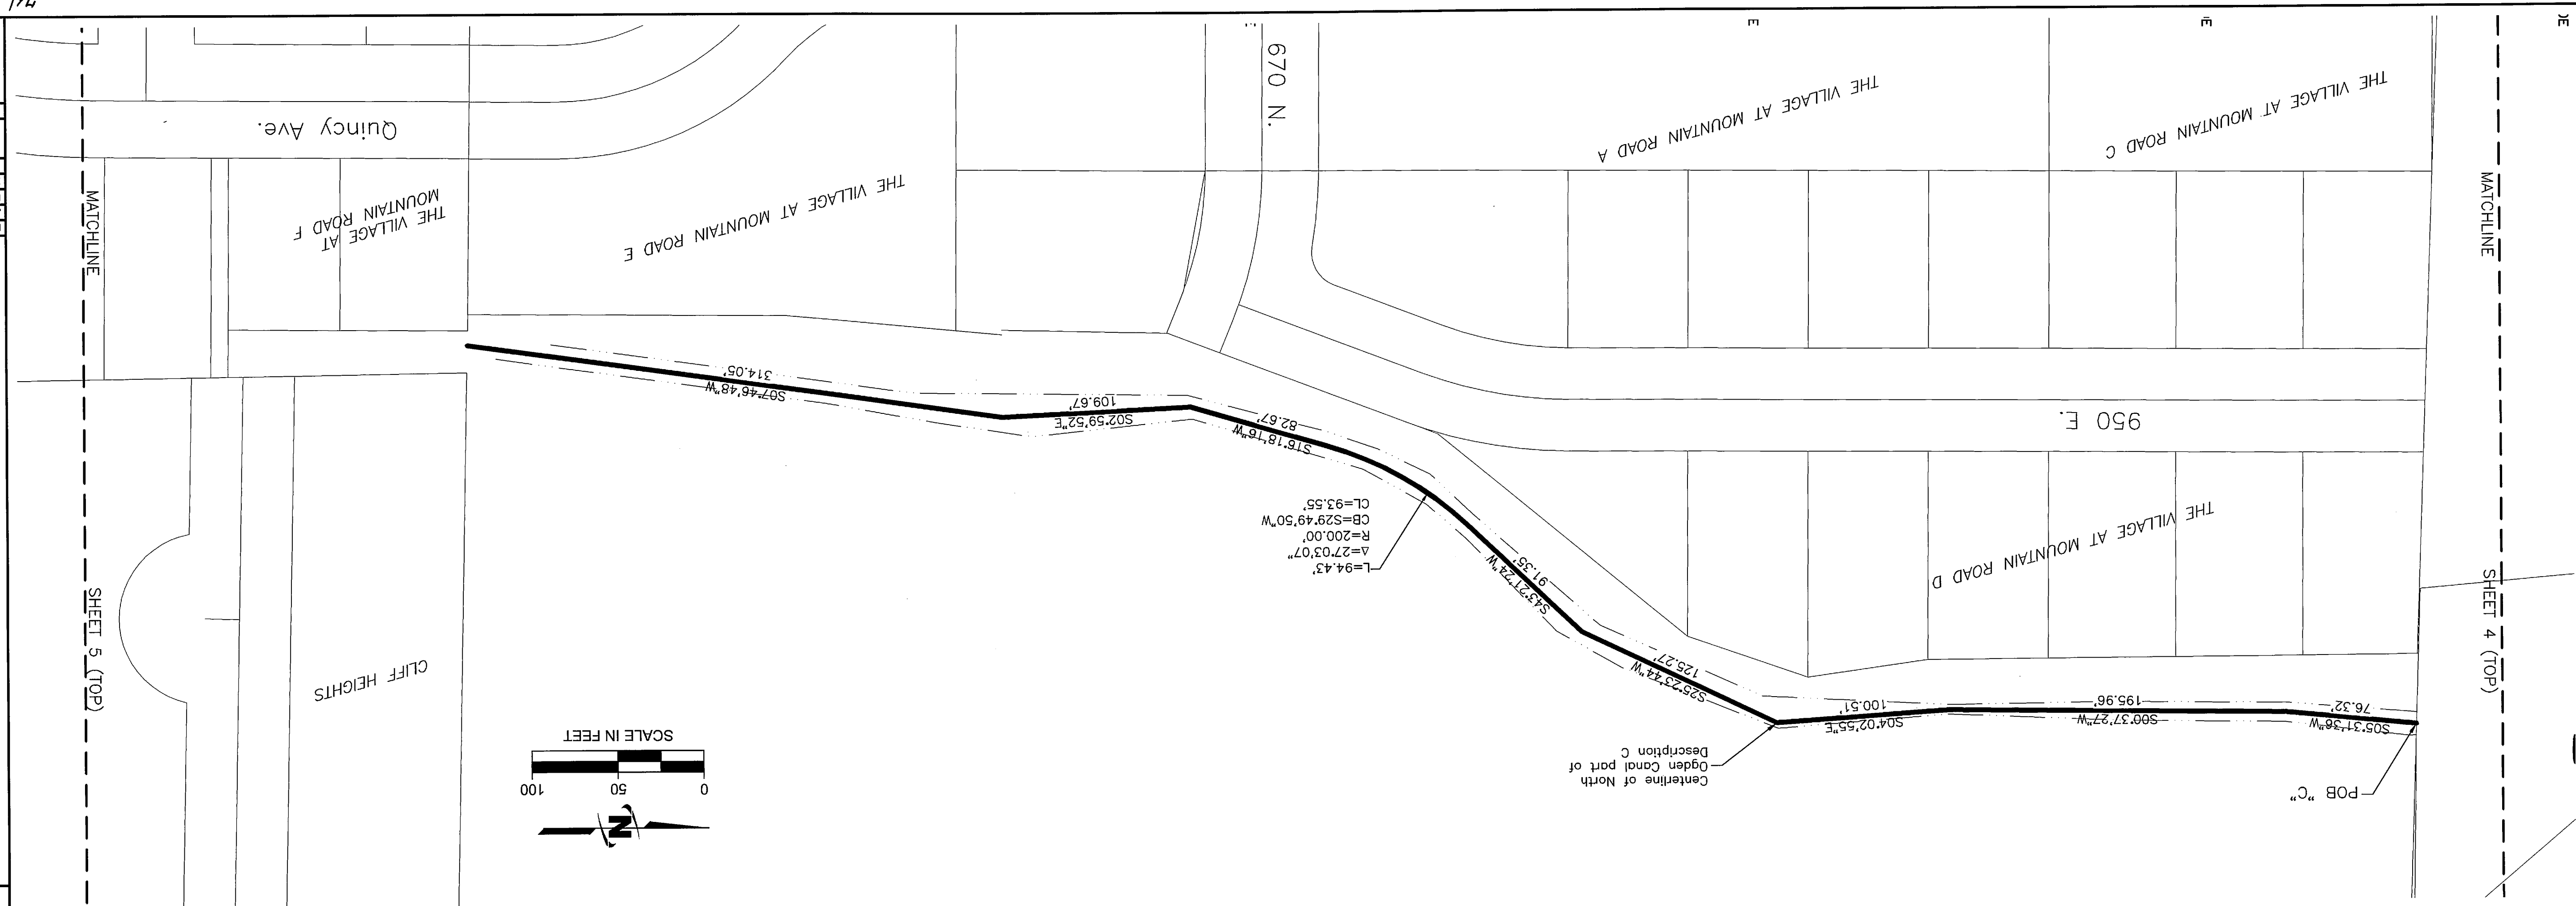 MATCHLINE
SHEET 4 (TOP)
POB "C"
S05°31'36"W
76.32'
S00°37'27"W
195.96'
S04°02'55"E
100.51'
Centerline of North
Ogden Canal part of
Description C
S25°23'44"W
125.27'
S43°21'24"W
91.35'
L=94.43'
Δ=27°03'07"
R=200.00'
CB=S29°49'50"W
CL=93.55'
S16°18'16"W
82.67'
S02°59'52"E
109.67'
S07°46'48"W
314.05'
0 50 100
SCALE IN FEET
N
CLIFF HEIGHTS
THE VILLAGE AT MOUNTAIN ROAD D
950 E.
THE VILLAGE AT MOUNTAIN ROAD C
THE VILLAGE AT MOUNTAIN ROAD A
670 N.
THE VILLAGE AT MOUNTAIN ROAD E
THE VILLAGE AT
MOUNTAIN ROAD F
Quincy Ave.
MATCHLINE
SHEET 5 (TOP)